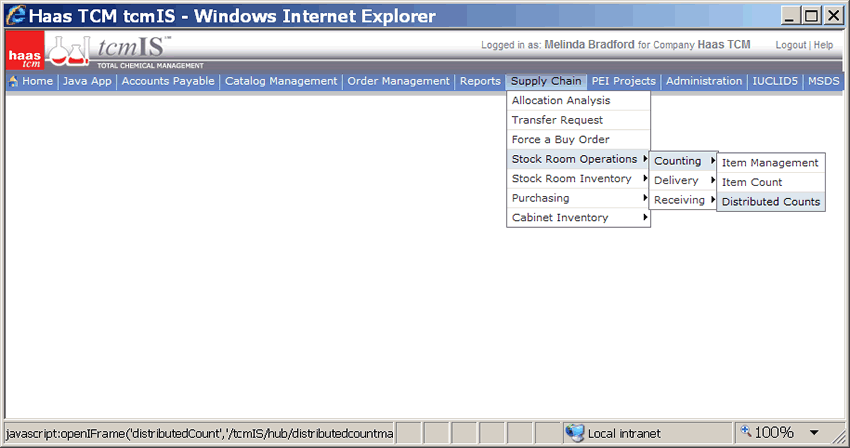 Haas TCM tcmIS - Windows Internet Explorer
haas tcm
tcmIS™
TOTAL CHEMICAL MANAGEMENT
Logged in as: Melinda Bradford for Company Haas TCM
Logout | Help
Home | Java App | Accounts Payable | Catalog Management | Order Management | Reports | Supply Chain | PEI Projects | Administration | IUCLID5 | MSDS
Allocation Analysis
Transfer Request
Force a Buy Order
Stock Room Operations
Stock Room Inventory
Purchasing
Cabinet Inventory
Counting
Delivery
Receiving
Item Management
Item Count
Distributed Counts
javascript:openIFrame('distributedCount','/tcmIS/hub/distributedcountma
Local intranet
100%